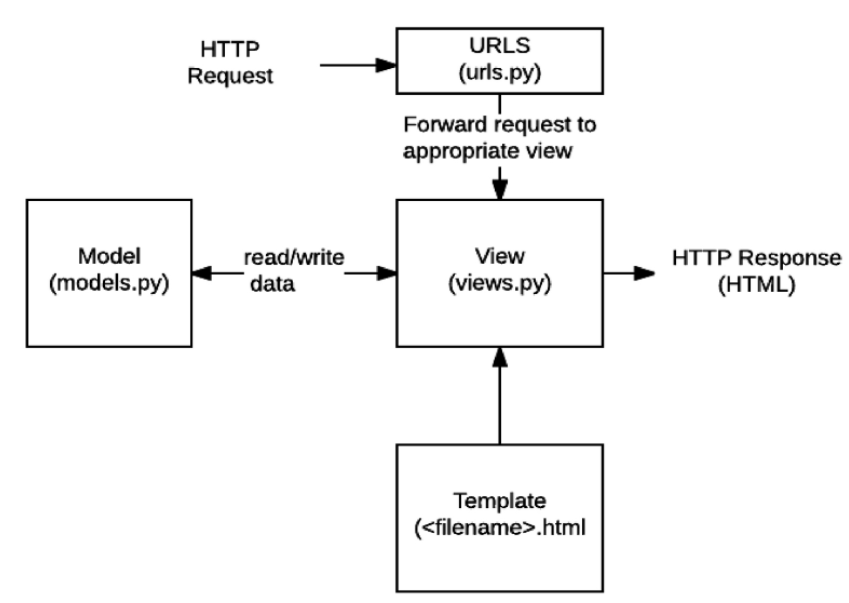 HTTP
Request
URLS
(urls.py)
Forward request to
appropriate view
Model
(models.py)
read/write
data
View
(views.py)
HTTP Response
(HTML)
Template
(<filename>.html